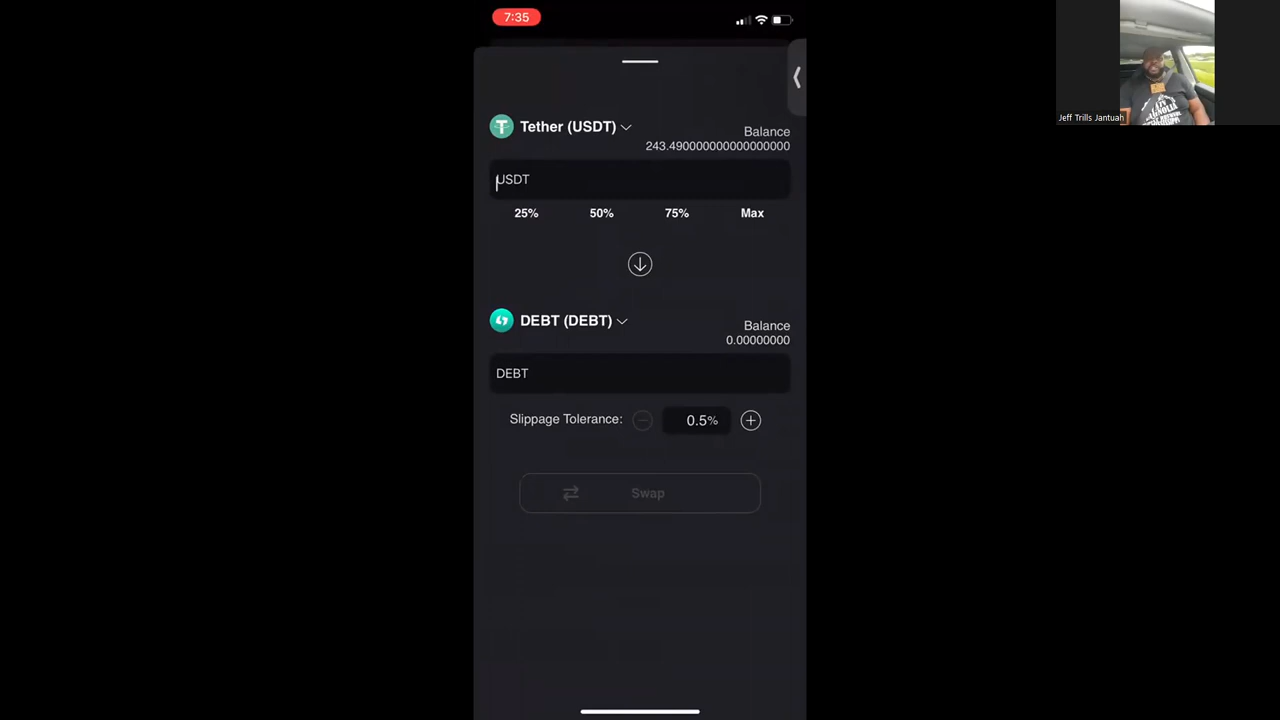 7:35
Tether (USDT)
Balance
243.490000000000000000
USDT
25% 50% 75% Max
DEBT (DEBT)
Balance
0.00000000
DEBT
Slippage Tolerance: 0.5%
Swap
Jeff Trills Jantuah